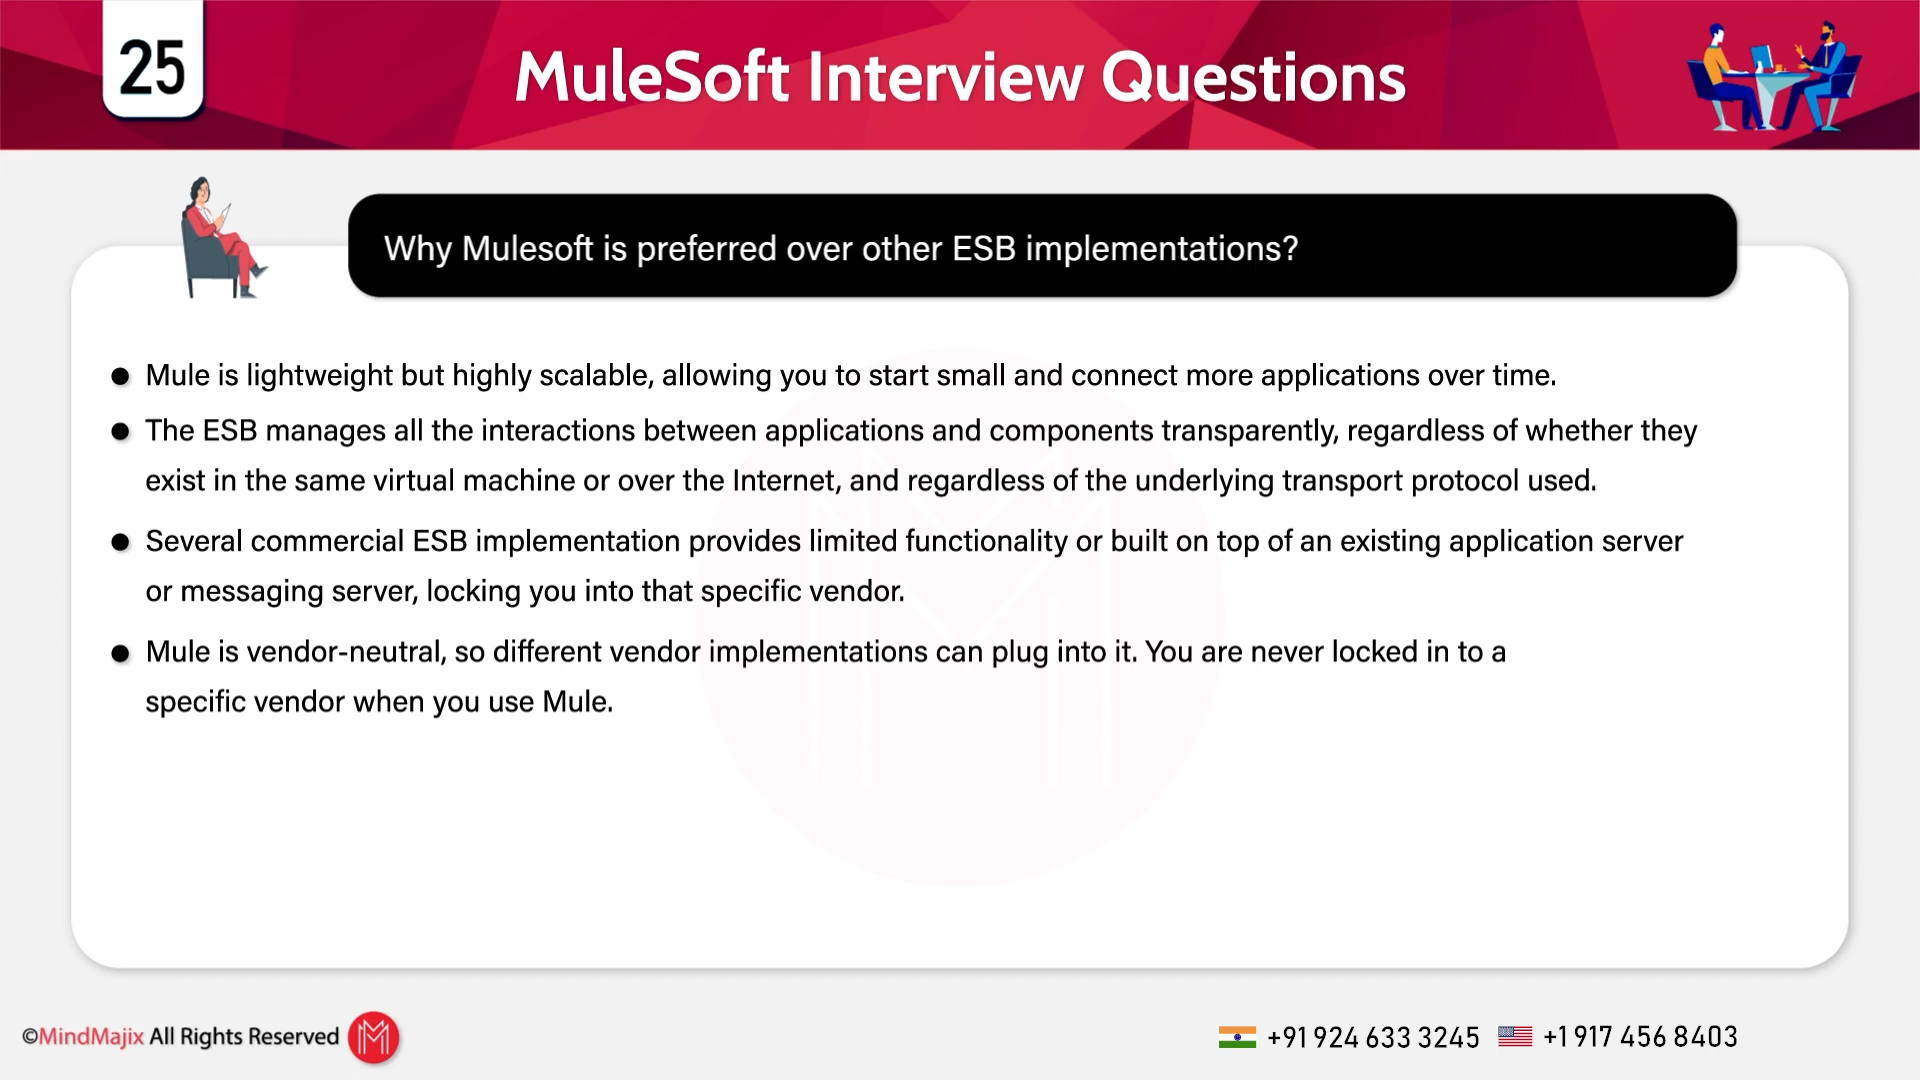 25
MuleSoft Interview Questions
Why Mulesoft is preferred over other ESB implementations?
● Mule is lightweight but highly scalable, allowing you to start small and connect more applications over time.
● The ESB manages all the interactions between applications and components transparently, regardless of whether they
exist in the same virtual machine or over the Internet, and regardless of the underlying transport protocol used.
● Several commercial ESB implementation provides limited functionality or built on top of an existing application server
or messaging server, locking you into that specific vendor.
● Mule is vendor-neutral, so different vendor implementations can plug into it. You are never locked in to a
specific vendor when you use Mule.
©MindMajix All Rights Reserved
+91 924 633 3245 +1 917 456 8403